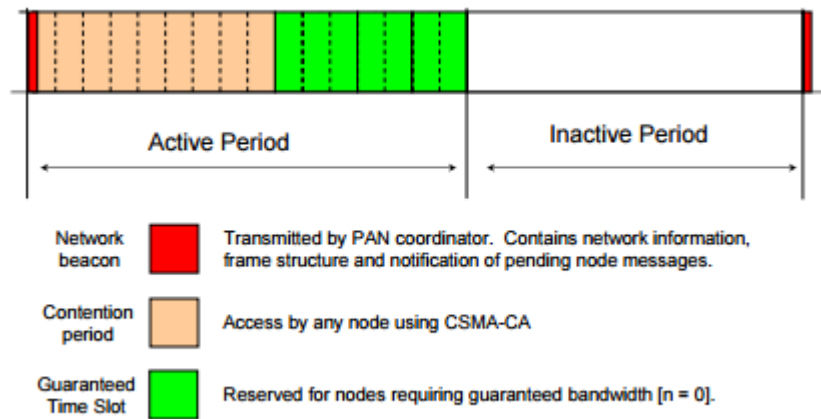 Active Period
Inactive Period
Network
beacon
Transmitted by PAN coordinator. Contains network information,
frame structure and notification of pending node messages.
Contention
period
Access by any node using CSMA-CA
Guaranteed
Time Slot
Reserved for nodes requiring guaranteed bandwidth [n = 0].